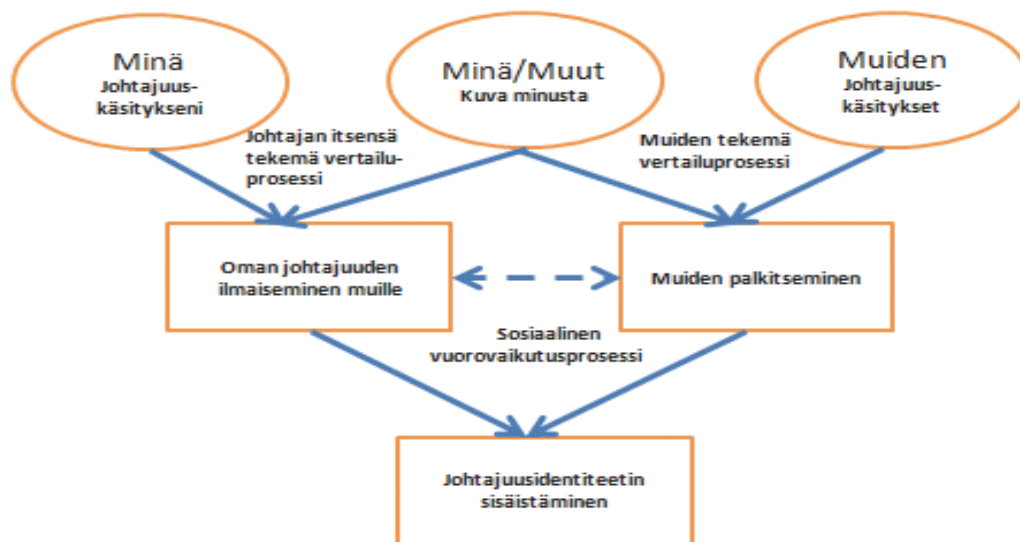 Minä
Johtajuus-
käsitykseni
Minä/Muut
Kuva minusta
Muiden
Johtajuus-
käsitykset
Johtajan itsensä
tekemä vertailu-
prosessi
Muiden tekemä
vertailuprosessi
Oman johtajuuden
ilmaiseminen muille
Muiden palkitseminen
Sosiaalinen
vuorovaikutusprosessi
Johtajuusidentiteetin
sisäistäminen